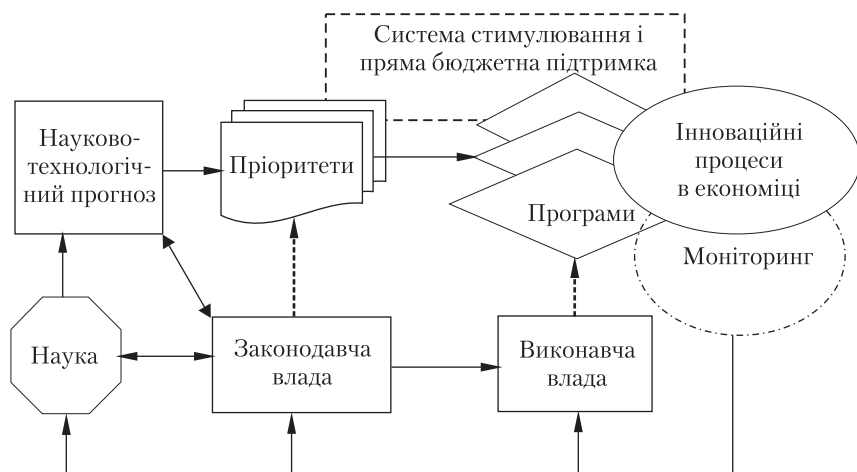 Система стимулювання і
пряма бюджетна підтримка
Науково-
технологіч-
ний прогноз
Пріоритети
Програми
Інноваційні
процеси
в економіці
Моніторинг
Наука
Законодавча
влада
Виконавча
влада